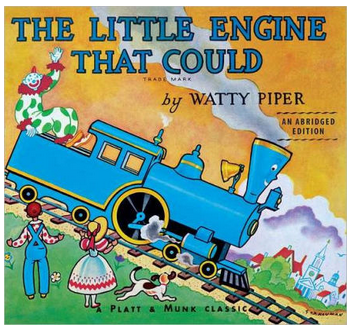 THE LITTLE ENGINE
THAT COULD
TRADE MARK
by WATTY PIPER
AN ABRIDGED
EDITION
A PLATT & MUNK CLASSIC